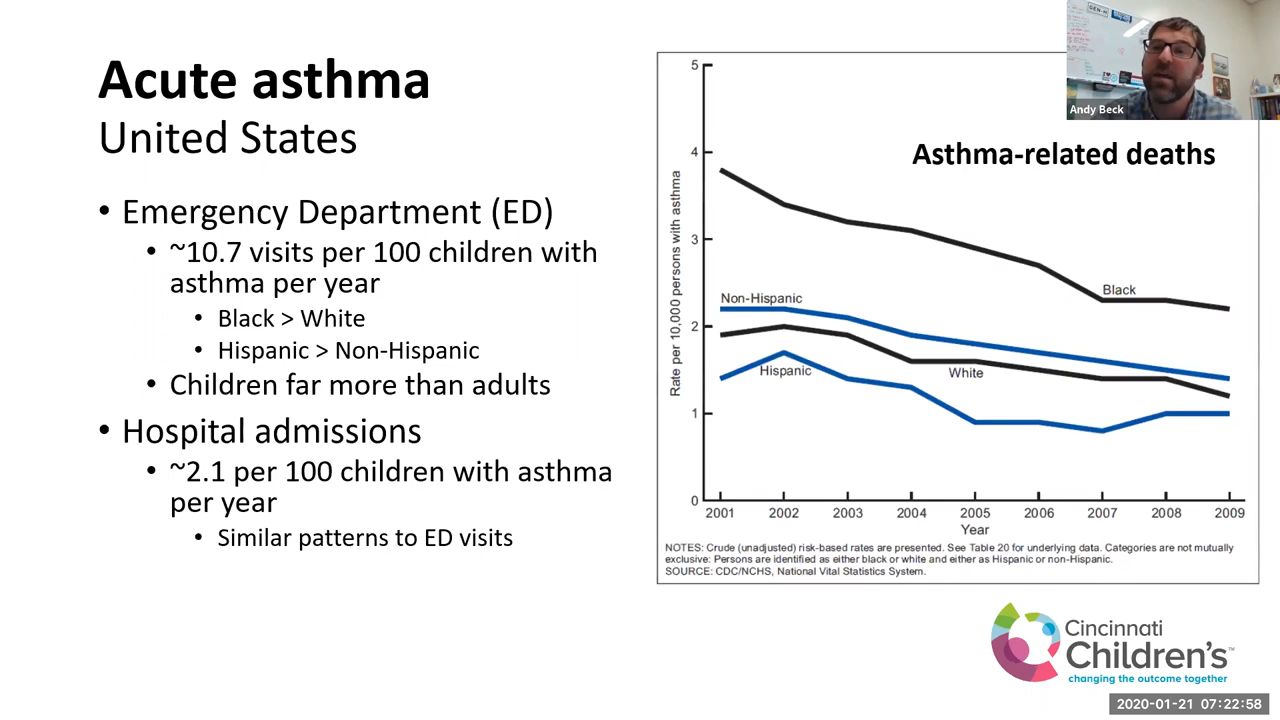 Acute asthma
United States
• Emergency Department (ED)
• ~10.7 visits per 100 children with
asthma per year
• Black > White
• Hispanic > Non-Hispanic
• Children far more than adults
• Hospital admissions
• ~2.1 per 100 children with asthma
per year
• Similar patterns to ED visits
Asthma-related deaths
Rate per 10,000 persons with asthma
5
4
3
2
1
0
Black
Non-Hispanic
White
Hispanic
2001 2002 2003 2004 2005 2006 2007 2008 2009
Year
NOTES: Crude (unadjusted) risk-based rates are presented. See Table 20 for underlying data. Categories are not mutually
exclusive: Persons are identified as either black or white and either as Hispanic or non-Hispanic.
SOURCE: CDC/NCHS, National Vital Statistics System.
Andy Beck
Cincinnati
Children's™
changing the outcome together
2020-01-21 07:22:58